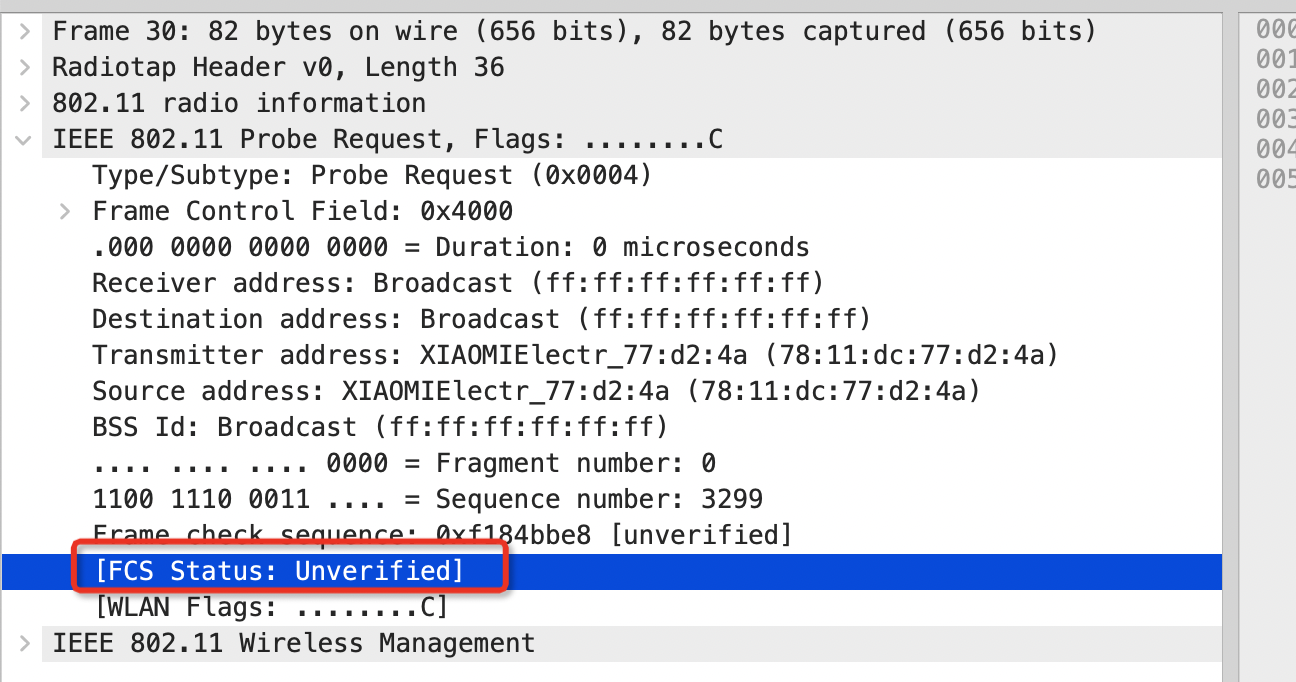 Frame 30: 82 bytes on wire (656 bits), 82 bytes captured (656 bits)
Radiotap Header v0, Length 36
802.11 radio information
IEEE 802.11 Probe Request, Flags: ........C
Type/Subtype: Probe Request (0x0004)
Frame Control Field: 0x4000
.000 0000 0000 0000 = Duration: 0 microseconds
Receiver address: Broadcast (ff:ff:ff:ff:ff:ff)
Destination address: Broadcast (ff:ff:ff:ff:ff:ff)
Transmitter address: XIAOMIElectr_77:d2:4a (78:11:dc:77:d2:4a)
Source address: XIAOMIElectr_77:d2:4a (78:11:dc:77:d2:4a)
BSS Id: Broadcast (ff:ff:ff:ff:ff:ff)
.... .... .... 0000 = Fragment number: 0
1100 1110 0011 .... = Sequence number: 3299
Frame check sequence: 0xf184bbe8 [unverified]
[FCS Status: Unverified]
[WLAN Flags: ........C]
IEEE 802.11 Wireless Management
000
001
002
003
004
005